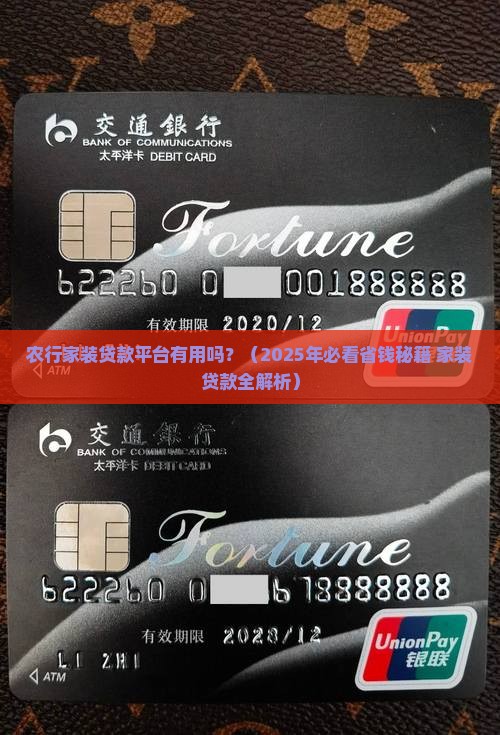 交通銀行
BANK OF COMMUNICATIONS
太平洋卡 DEBIT CARD
Fortune
622260 0 001888888
有效期限 2020/12
UnionPay
农行家装贷款平台有用吗？（2025年必看省钱秘籍 家装
贷款全解析）
交通銀行
BANK OF COMMUNICATIONS
太平洋卡 DEBIT CARD
Fortune
622260 0 678888888
有效期限 2028/12
LI ZHI
ATM
UnionPay
银联